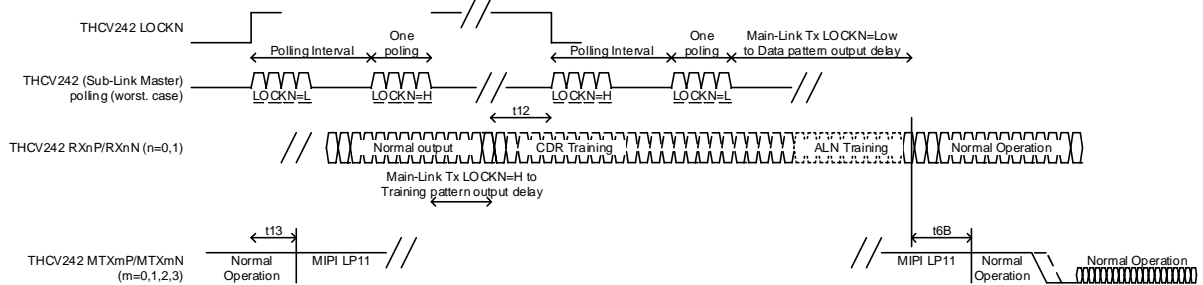 THCV242 LOCKN
Polling Interval
One
poling
Polling Interval
One
poling
Main-Link Tx LOCKN=Low
to Data pattern output delay
THCV242 (Sub-Link Master)
polling (worst. case)
LOCKN=L
LOCKN=H
LOCKN=H
LOCKN=L
t12
THCV242 RXnP/RXnN (n=0,1)
Normal output
CDR Training
ALN Training
Normal Operation
Main-Link Tx LOCKN=H to
Training pattern output delay
t13
t6B
THCV242 MTXmP/MTXmN
(m=0,1,2,3)
Normal
Operation
MIPI LP11
MIPI LP11
Normal
Operation
Normal Operation